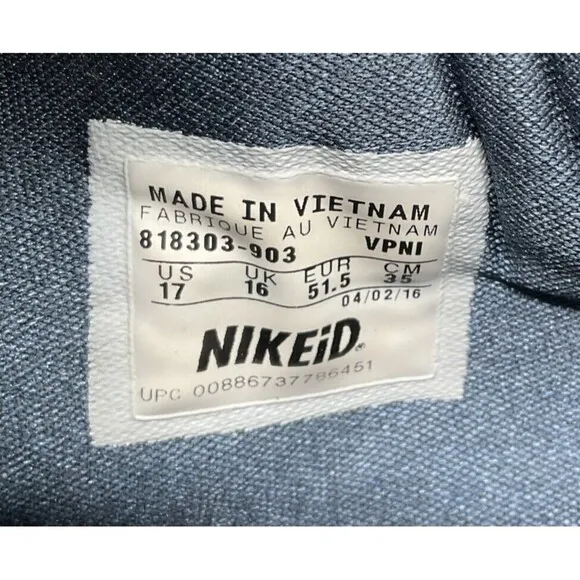 MADE IN VIETNAM
FABRIQUE AU VIETNAM
818303-903 VPNI
US UK EUR CM
17 16 51.5 35
04/02/16
NIKEiD.
UPC 00886737786451